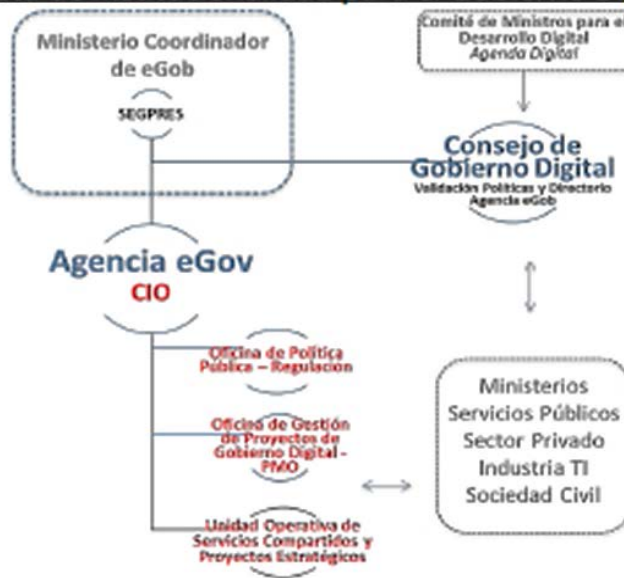 Ministerio Coordinador
de eGob
SEGPRES
Comité de Ministros para el
Desarrollo Digital
Agenda Digital
Consejo de
Gobierno Digital
Validación Políticas y Directorio
Agencia eGob
Agencia eGov
CIO
Oficina de Política
Pública – Regulación
Oficina de Gestión
de Proyectos de
Gobierno Digital -
PMO
Unidad Operativa de
Servicios Compartidos y
Proyectos Estratégicos
Ministerios
Servicios Públicos
Sector Privado
Industria TI
Sociedad Civil